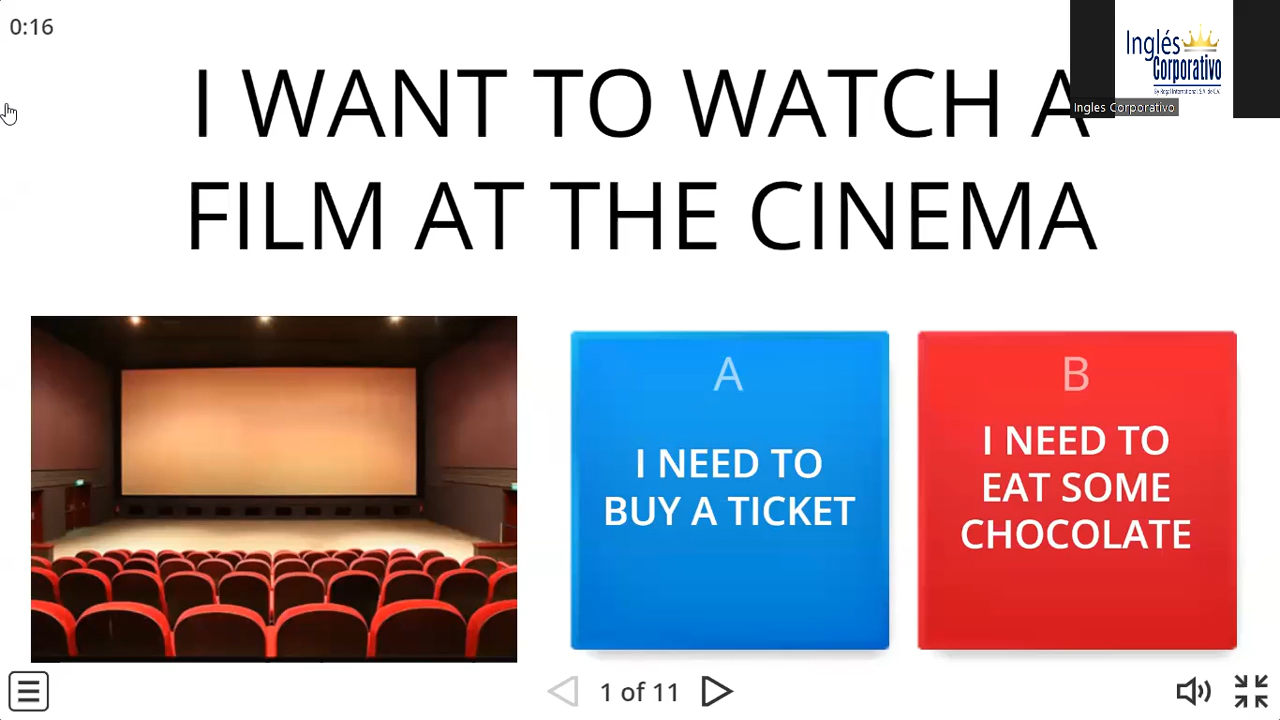 0:16
I WANT TO WATCH A
FILM AT THE CINEMA
Inglés
Corporativo
Ingles Corporativo
A
I NEED TO
BUY A TICKET
B
I NEED TO
EAT SOME
CHOCOLATE
1 of 11